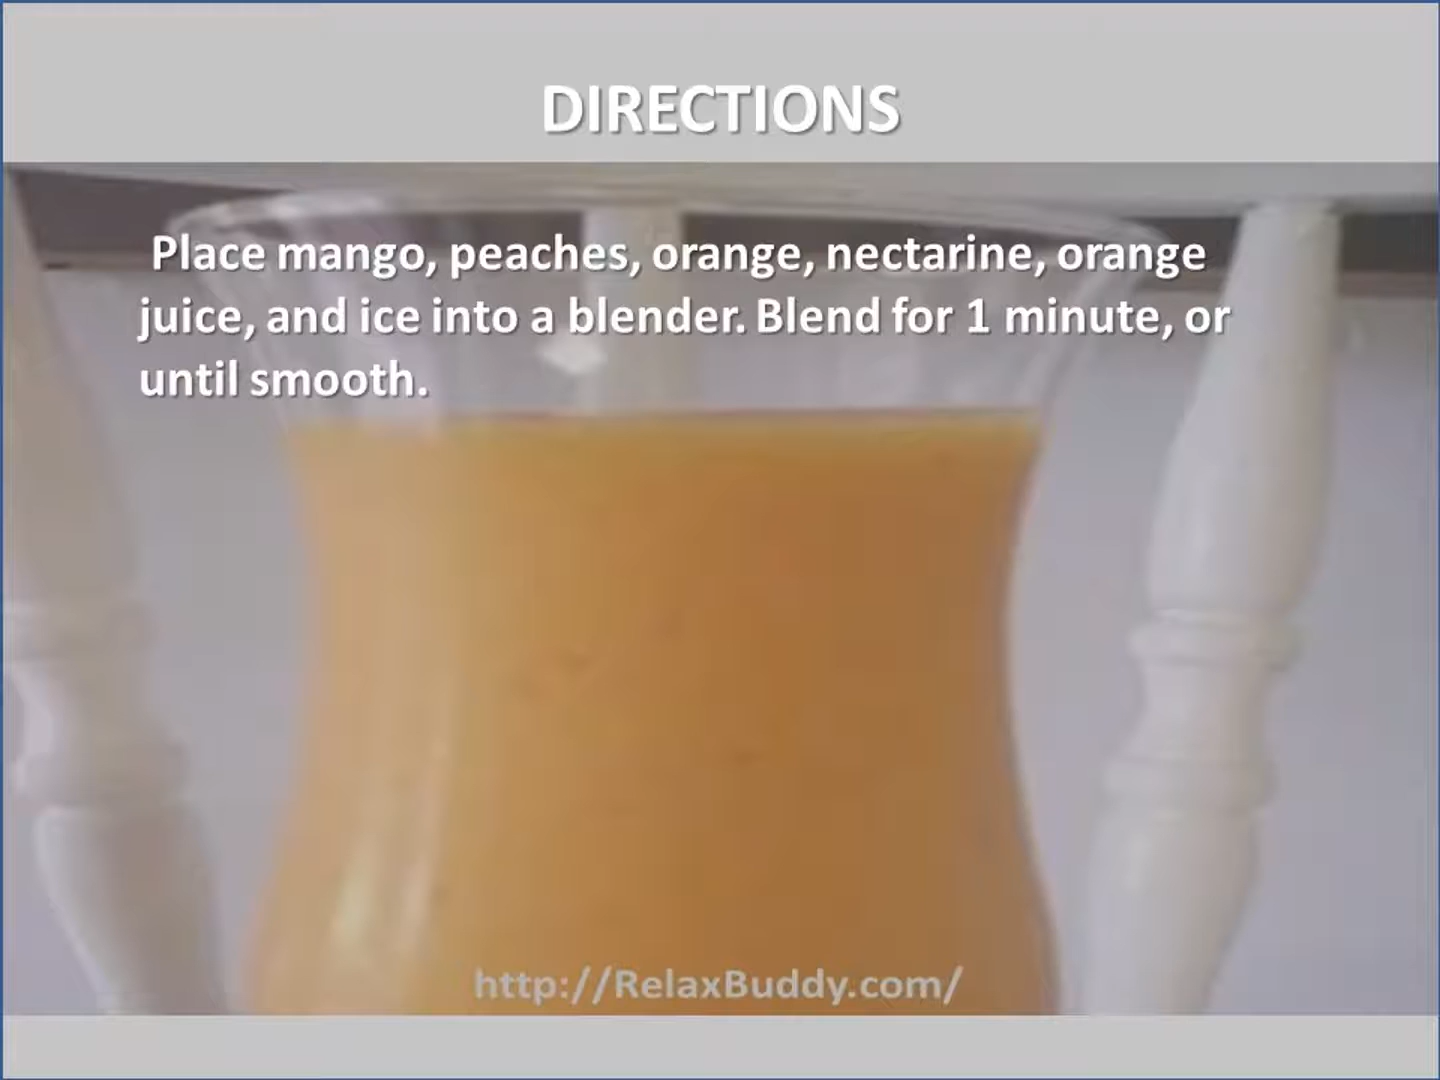 DIRECTIONS
Place mango, peaches, orange, nectarine, orange
juice, and ice into a blender. Blend for 1 minute, or
until smooth.
http://RelaxBuddy.com/